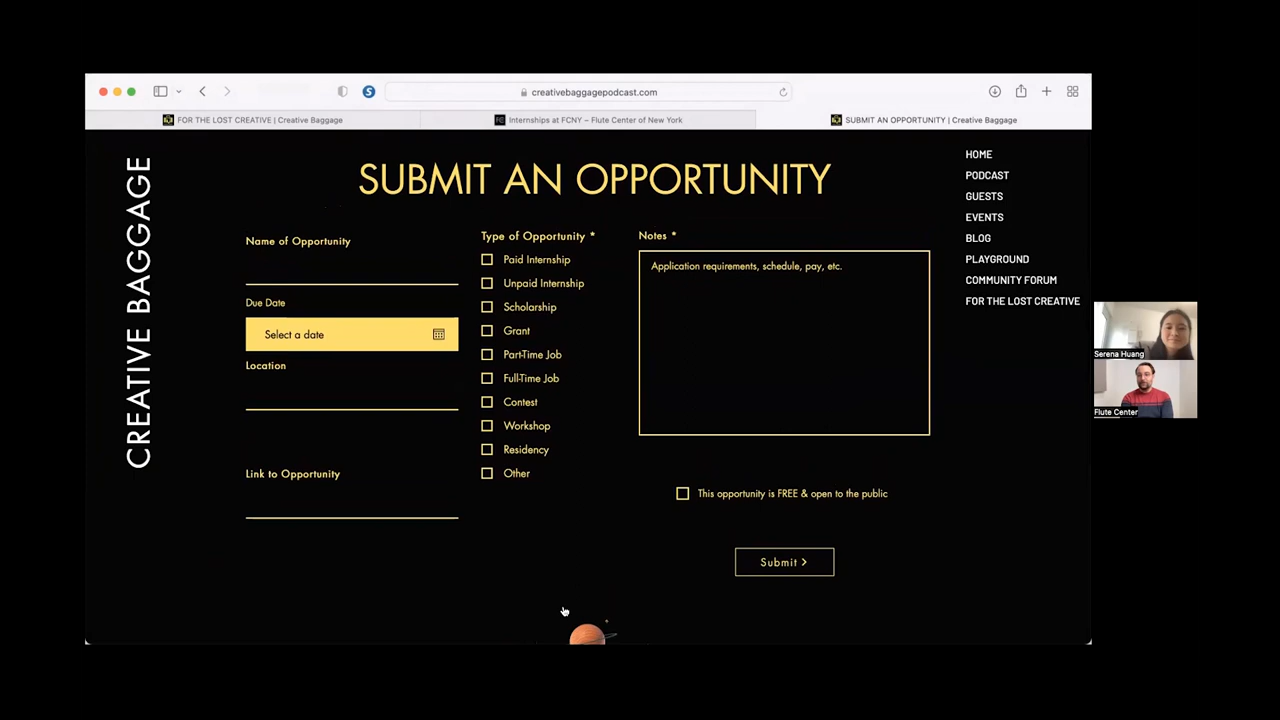 creativebaggagepodcast.com
FOR THE LOST CREATIVE | Creative Baggage
Internships at FCNY – Flute Center of New York
SUBMIT AN OPPORTUNITY | Creative Baggage
CREATIVE BAGGAGE
SUBMIT AN OPPORTUNITY
Name of Opportunity
Due Date
Select a date
Location
Link to Opportunity
Type of Opportunity *
Paid Internship
Unpaid Internship
Scholarship
Grant
Part-Time Job
Full-Time Job
Contest
Workshop
Residency
Other
Notes *
Application requirements, schedule, pay, etc.
This opportunity is FREE & open to the public
Submit >
HOME
PODCAST
GUESTS
EVENTS
BLOG
PLAYGROUND
COMMUNITY FORUM
FOR THE LOST CREATIVE
Serena Huang
Flute Center